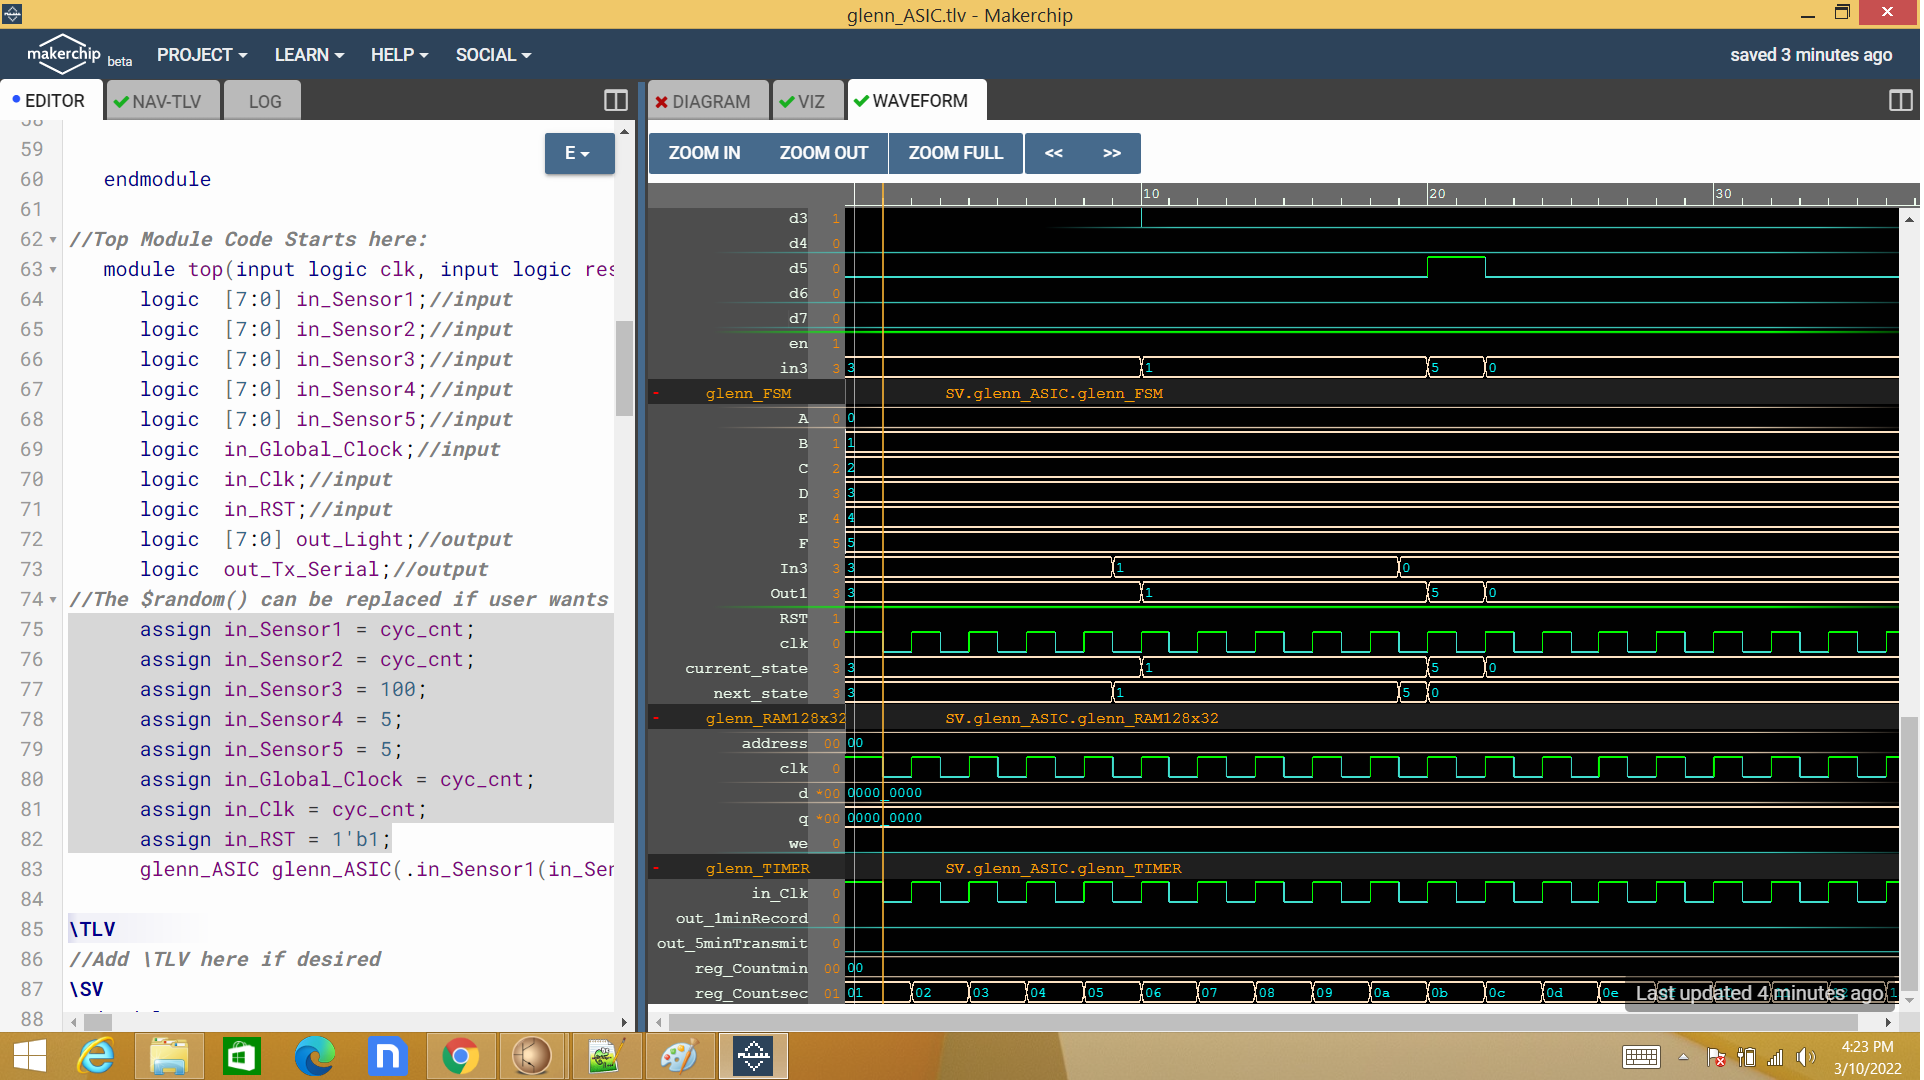 glenn_ASIC.tlv - Makerchip
makerchip beta PROJECT LEARN HELP SOCIAL saved 3 minutes ago
EDITOR NAV-TLV LOG
DIAGRAM VIZ WAVEFORM
E
ZOOM IN ZOOM OUT ZOOM FULL << >>
58
59
60 endmodule
61
62 //Top Module Code Starts here:
63 module top(input logic clk, input logic res
64 logic [7:0] in_Sensor1;//input
65 logic [7:0] in_Sensor2;//input
66 logic [7:0] in_Sensor3;//input
67 logic [7:0] in_Sensor4;//input
68 logic [7:0] in_Sensor5;//input
69 logic in_Global_Clock;//input
70 logic in_Clk;//input
71 logic in_RST;//input
72 logic [7:0] out_Light;//output
73 logic out_Tx_Serial;//output
74 //The $random() can be replaced if user wants
75 assign in_Sensor1 = cyc_cnt;
76 assign in_Sensor2 = cyc_cnt;
77 assign in_Sensor3 = 100;
78 assign in_Sensor4 = 5;
79 assign in_Sensor5 = 5;
80 assign in_Global_Clock = cyc_cnt;
81 assign in_Clk = cyc_cnt;
82 assign in_RST = 1'b1;
83 glenn_ASIC glenn_ASIC(.in_Sensor1(in_Ser
84
85 \TLV
86 //Add \TLV here if desired
87 \SV
88
10 20 30
d3 1
d4 0
d5 0
d6 0
d7 0
en 1
in3 3 3 1 5 0
- glenn_FSM SV.glenn_ASIC.glenn_FSM
A 0 0
B 1 1
C 2 2
D 3 3
E 4 4
F 5 5
In3 3 3 1 0
Out1 3 3 1 5 0
RST 1
clk 0
current_state 3 3 1 5 0
next_state 3 3 1 5 0
- glenn_RAM128x32 SV.glenn_ASIC.glenn_RAM128x32
address 00 00
clk 0
d *00 0000_0000
q *00 0000_0000
we 0
- glenn_TIMER SV.glenn_ASIC.glenn_TIMER
in_Clk 0
out_1minRecord 0
out_5minTransmit 0
reg_Countmin 00 00
reg_Countsec 01 01 02 03 04 05 06 07 08 09 0a 0b 0c 0d 0e
Last updated 4 minutes ago
4:23 PM
3/10/2022